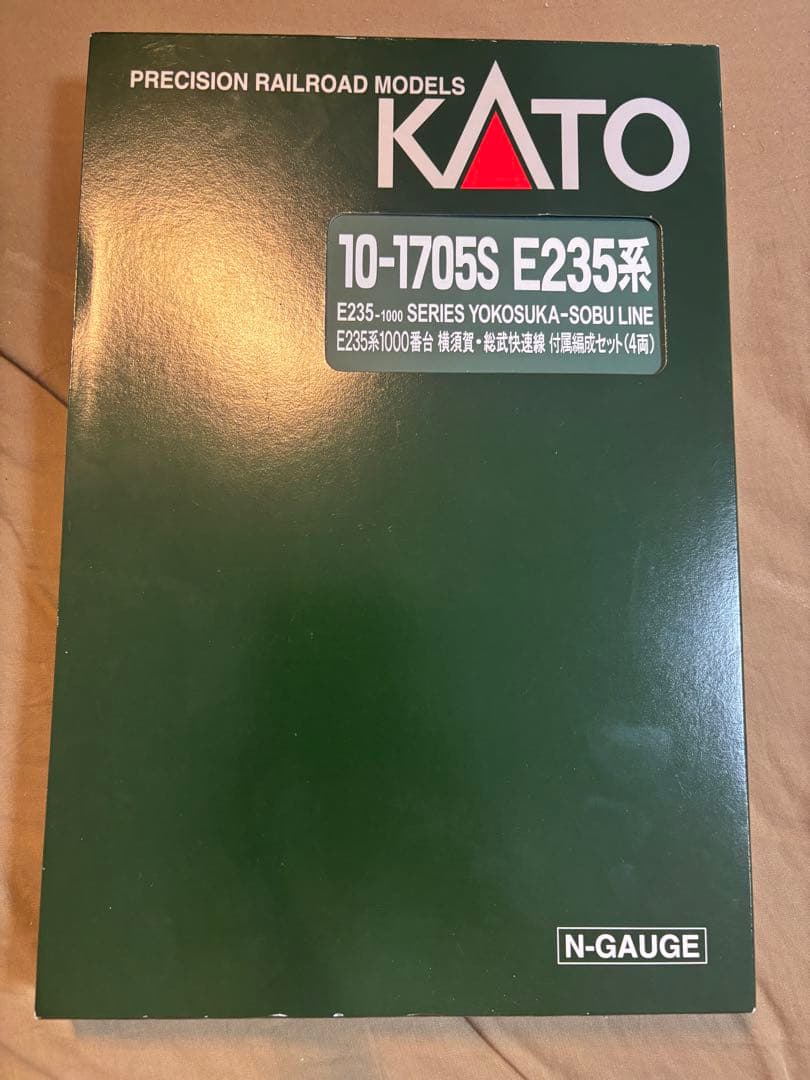 PRECISION RAILROAD MODELS
KATO
10-1705S E235系
E235-1000 SERIES YOKOSUKA-SOBU LINE
E235系1000番台 横須賀・総武快速線 付属編成セット(4両)
N-GAUGE